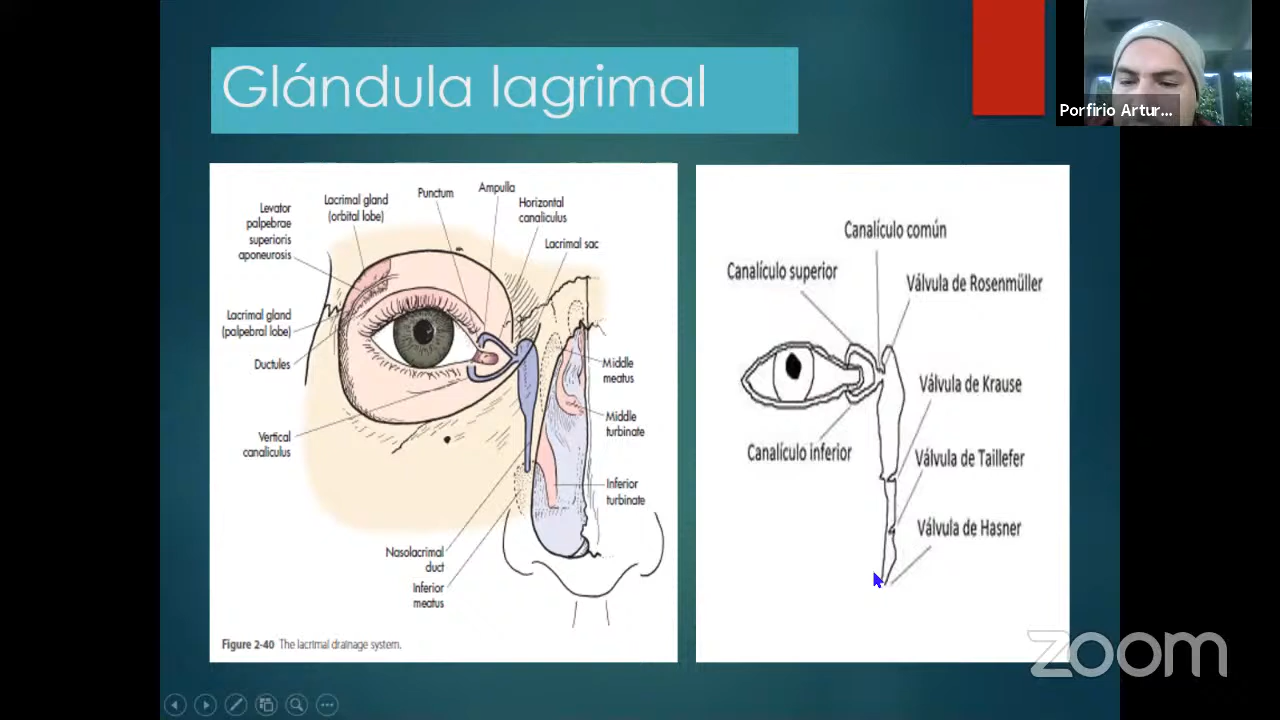 Glándula lagrimal
Porfirio Artur...
Levator
palpebrae
superioris
aponeurosis
Lacrimal gland
(orbital lobe)
Punctum
Ampulla
Horizontal
canaliculus
Lacrimal sac
Lacrimal gland
(palpebral lobe)
Ductules
Vertical
canaliculus
Middle
meatus
Middle
turbinate
Inferior
turbinate
Nasolacrimal
duct
Inferior
meatus
Figure 2-40 The lacrimal drainage system.
Canalículo común
Canalículo superior
Válvula de Rosenmüller
Válvula de Krause
Canalículo inferior
Válvula de Taillefer
Válvula de Hasner
zoom